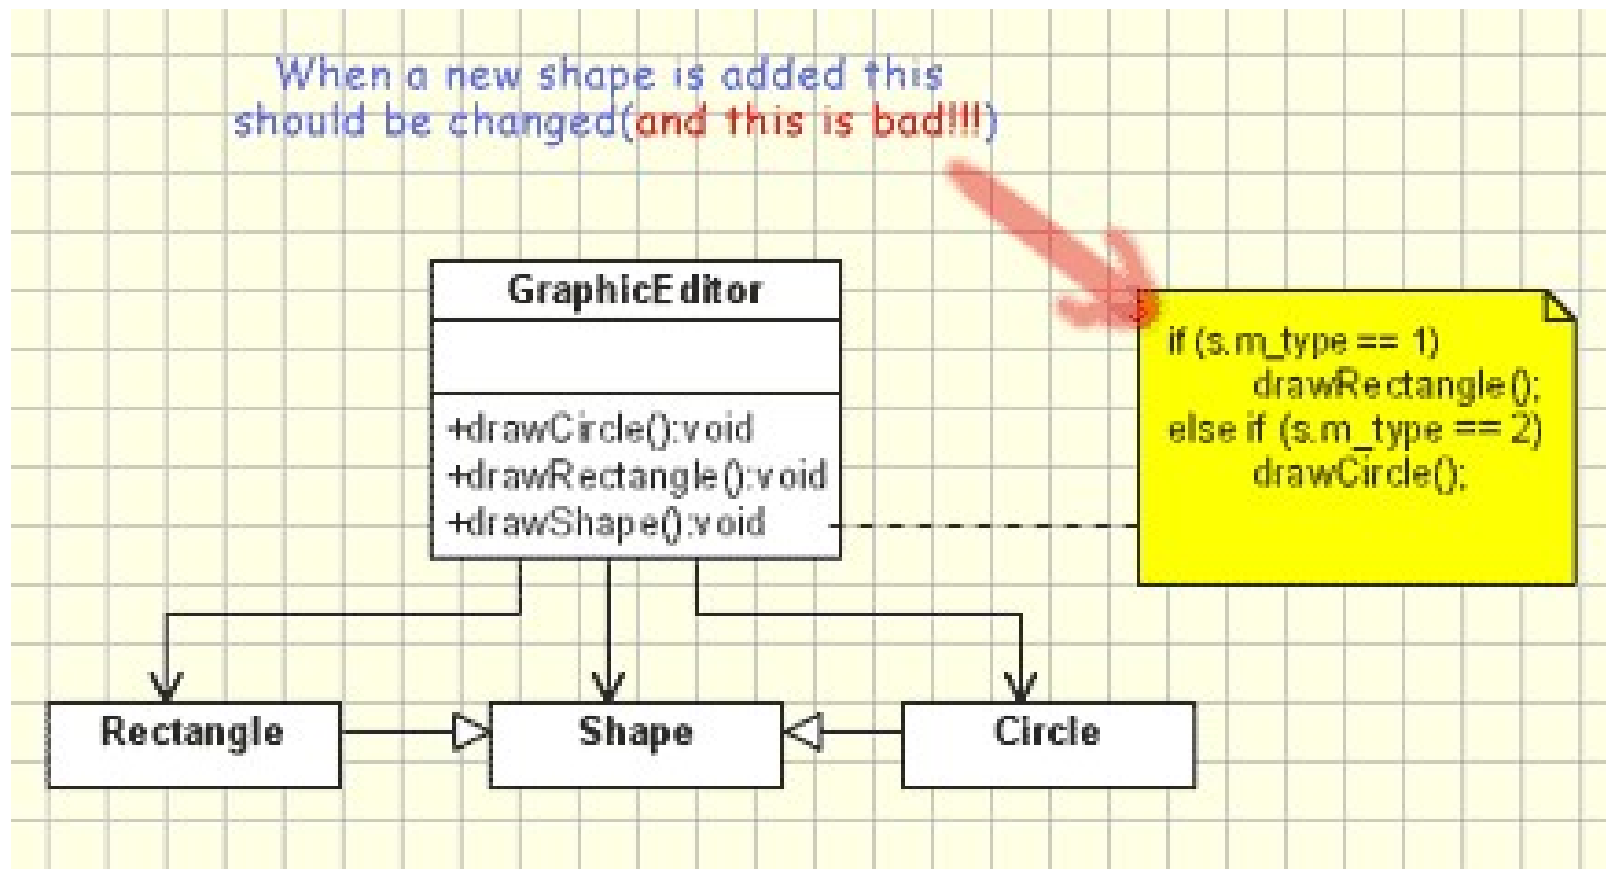 When a new shape is added this
should be changed(and this is bad!!!)
GraphicEditor
+drawCircle():void
+drawRectangle():void
+drawShape():void
if (s.m_type == 1)
drawRectangle();
else if (s.m_type == 2)
drawCircle();
Rectangle
Shape
Circle